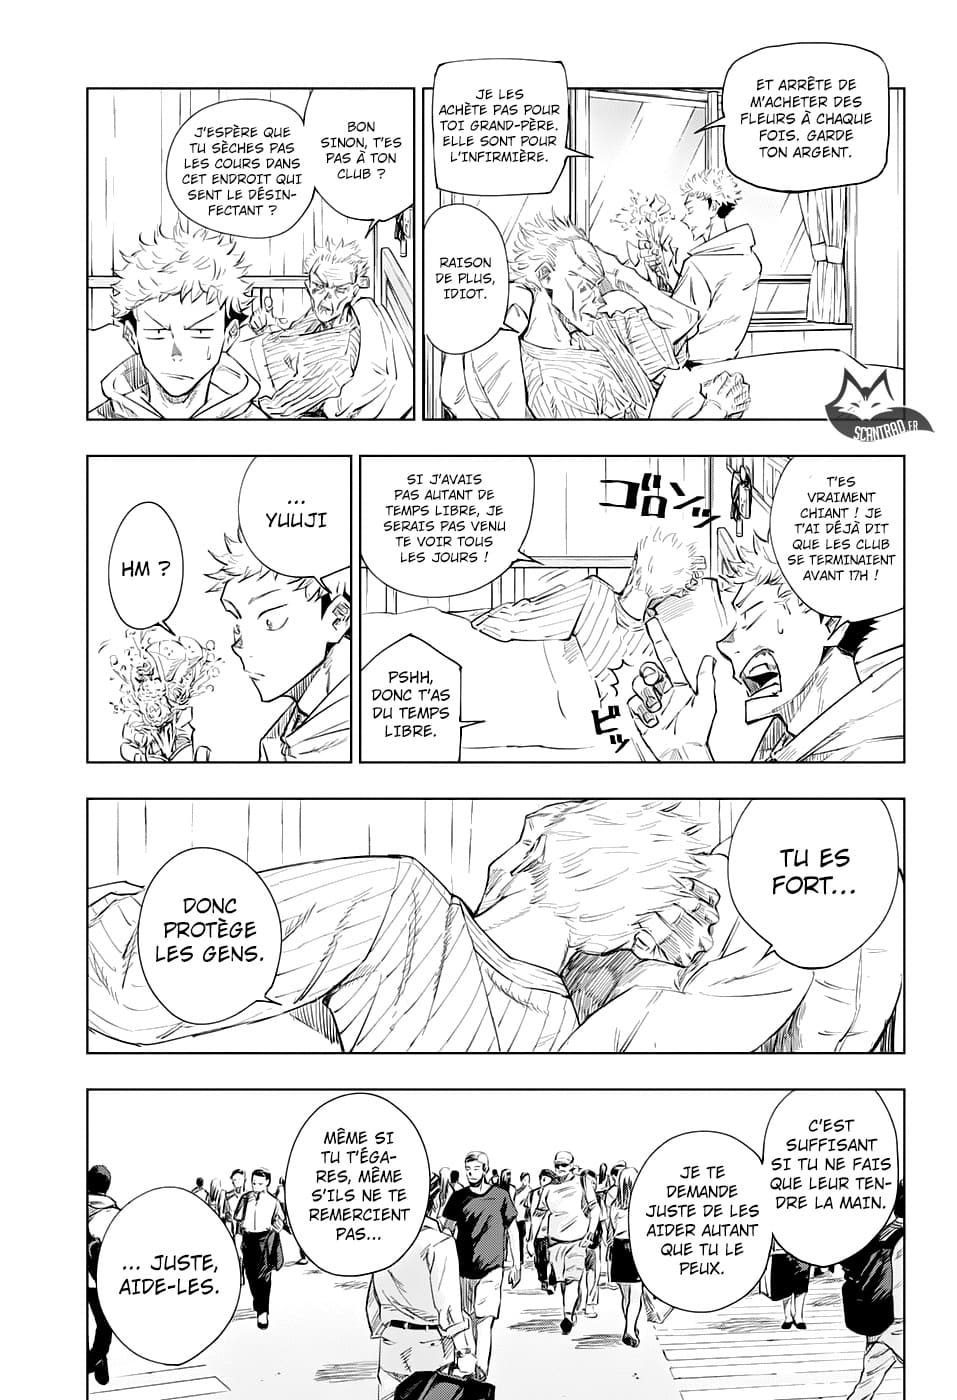 ET ARRÊTE DE
M'ACHETER DES
FLEURS À CHAQUE
FOIS. GARDE
TON ARGENT.
JE LES
ACHÈTE PAS POUR
TOI GRAND-PÈRE.
ELLE SONT POUR
L'INFIRMIÈRE.
RAISON
DE PLUS,
IDIOT.
BON
SINON, T'ES
PAS À TON
CLUB ?
J'ESPÈRE QUE
TU SÈCHES PAS
LES COURS DANS
CET ENDROIT QUI
SENT LE DÉSIN-
FECTANT ?
SCANTRAD.FR
T'ES
VRAIMENT
CHIANT ! JE
T'AI DÉJÀ DIT
QUE LES CLUB
SE TERMINAIENT
AVANT 17H !
ゴロンッ
SI J'AVAIS
PAS AUTANT DE
TEMPS LIBRE, JE
SERAIS PAS VENU
TE VOIR TOUS
LES JOURS !
ビッ
PSHH,
DONC T'AS
DU TEMPS
LIBRE.
...
YUUJI
HM ?
TU ES
FORT...
DONC
PROTÈGE
LES GENS.
C'EST
SUFFISANT
SI TU NE FAIS
QUE LEUR TEN-
DRE LA MAIN.
JE TE
DEMANDE
JUSTE DE LES
AIDER AUTANT
QUE TU LE
PEUX.
MÊME SI
TU T'ÉGA-
RES, MÊME
S'ILS NE TE
REMERCIENT
PAS...
... JUSTE,
AIDE-LES.